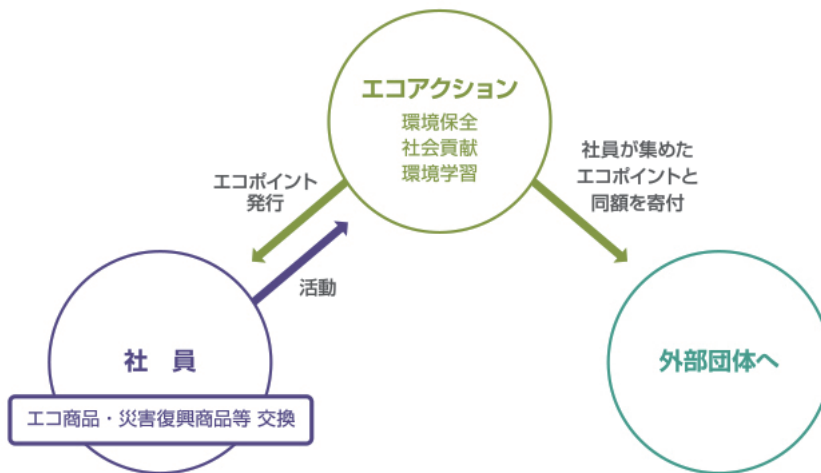 エコアクション
環境保全
社会貢献
環境学習
エコポイント
発行
社員が集めた
エコポイントと
同額を寄付
活動
社　員
エコ商品・災害復興商品等 交換
外部団体へ